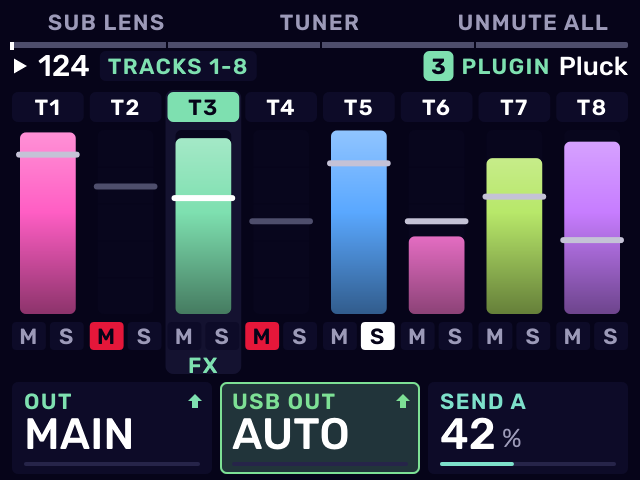 SUB LENS TUNER UNMUTE ALL
124 TRACKS 1-8 3 PLUGIN Pluck
T1 T2 T3 T4 T5 T6 T7 T8
M S M S M S M S M S M S M S M S
FX
OUT USB OUT SEND A
MAIN AUTO 42 %